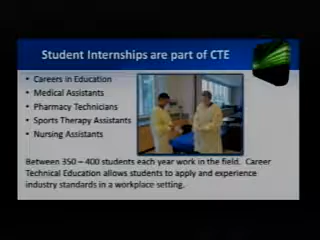 Student Internships are part of CTE
• Careers in Education
• Medical Assistants
• Pharmacy Technicians
• Sports Therapy Assistants
• Nursing Assistants
Between 350 – 400 students each year work in the field. Career
Technical Education allows students to apply and experience
industry standards in a workplace setting.